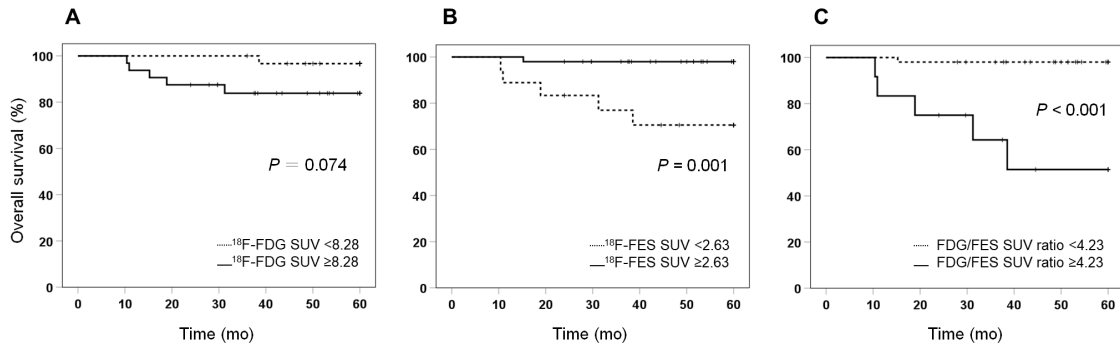 A
B
C
Overall survival (%)
100
80
60
40
20
0
P = 0.074
¹⁸F-FDG SUV <8.28
¹⁸F-FDG SUV ≥8.28
0 10 20 30 40 50 60
Time (mo)
100
80
60
40
20
0
P = 0.001
¹⁸F-FES SUV <2.63
¹⁸F-FES SUV ≥2.63
0 10 20 30 40 50 60
Time (mo)
100
80
60
40
20
0
P < 0.001
FDG/FES SUV ratio <4.23
FDG/FES SUV ratio ≥4.23
0 10 20 30 40 50 60
Time (mo)